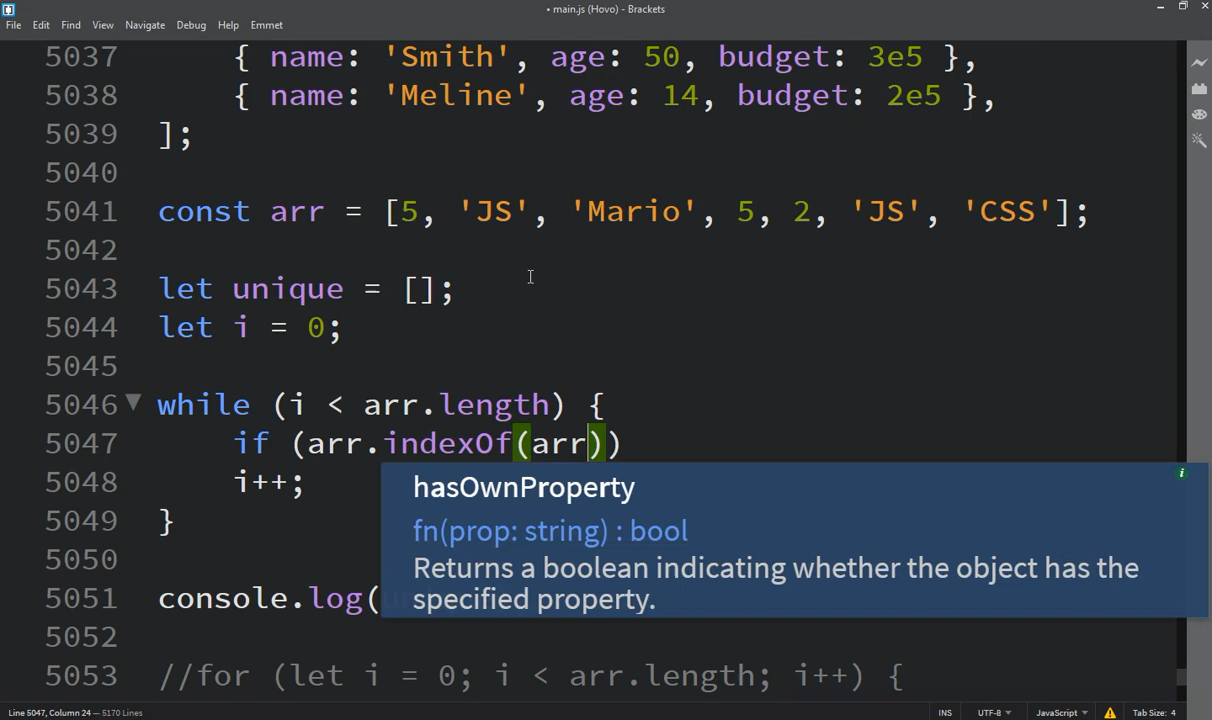 • main.js (Hovo) - Brackets
File Edit Find View Navigate Debug Help Emmet
5037 { name: 'Smith', age: 50, budget: 3e5 },
5038 { name: 'Meline', age: 14, budget: 2e5 },
5039 ];
5040
5041 const arr = [5, 'JS', 'Mario', 5, 2, 'JS', 'CSS'];
5042
5043 let unique = [];
5044 let i = 0;
5045
5046 while (i < arr.length) {
5047 if (arr.indexOf(arr))
5048 i++;
5049 }
5050
5051 console.log(
5052
5053 //for (let i = 0; i < arr.length; i++) {
hasOwnProperty
fn(prop: string) : bool
Returns a boolean indicating whether the object has the
specified property.
Line 5047, Column 24 — 5170 Lines
INS UTF-8 JavaScript Tab Size: 4